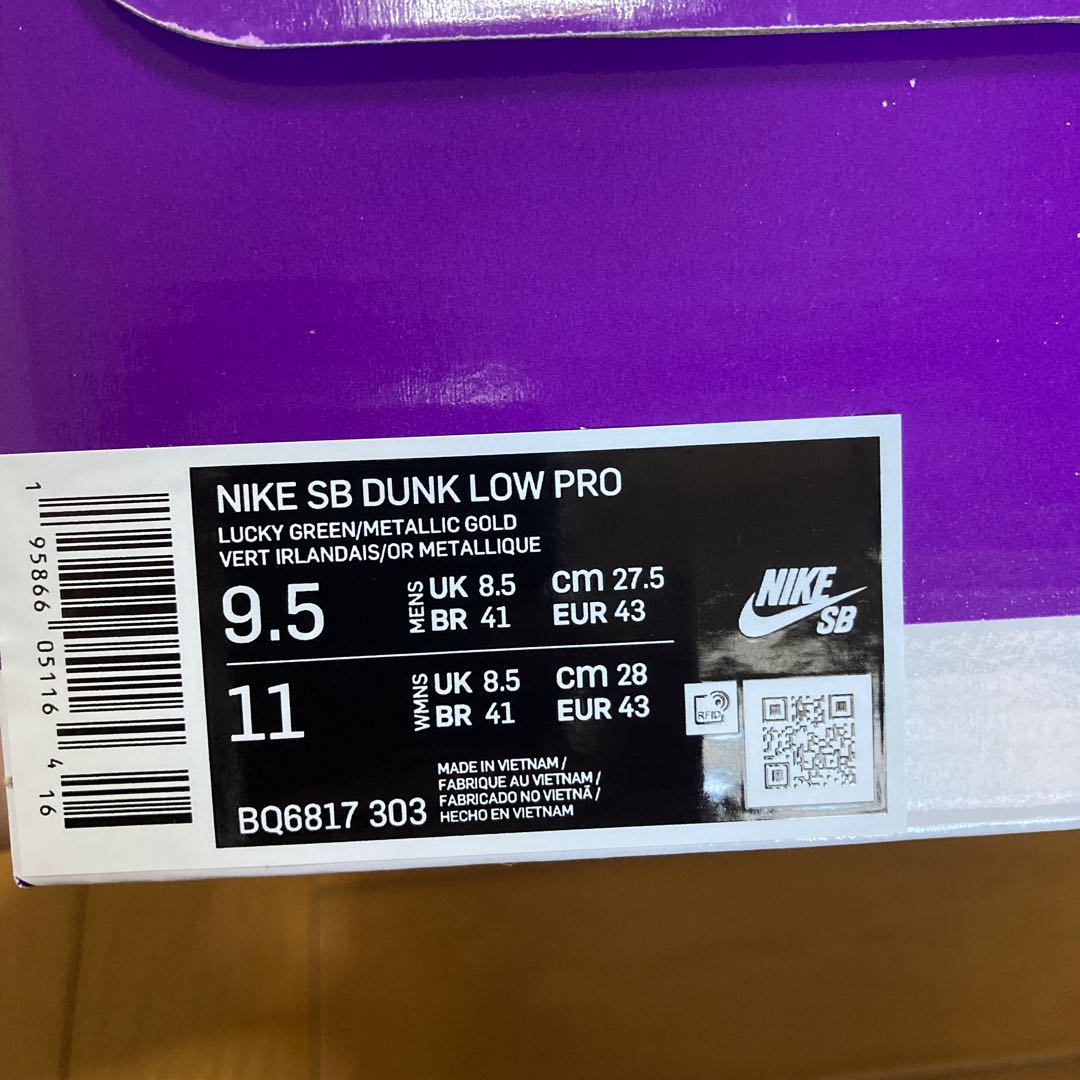 NIKE SB DUNK LOW PRO
LUCKY GREEN/METALLIC GOLD
VERT IRLANDAIS/OR METALLIQUE
9.5 MENS UK 8.5 cm 27.5
BR 41 EUR 43
11 WMNS UK 8.5 cm 28
BR 41 EUR 43
NIKE
SB
RFID
MADE IN VIETNAM /
FABRIQUE AU VIETNAM /
FABRICADO NO VIETNÃ /
HECHO EN VIETNAM
BQ6817 303
1 95866 05116 4 16